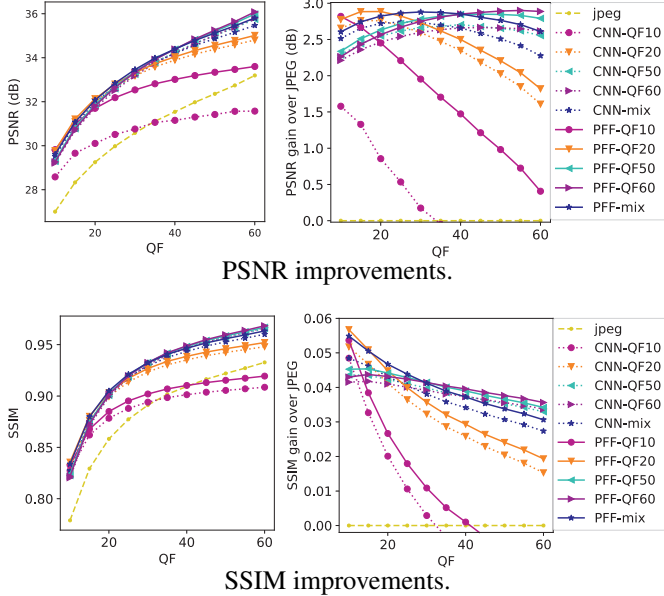 PSNR (dB)
36
34
32
30
28
20
40
60
QF
PSNR gain over JPEG (dB)
3.0
2.5
2.0
1.5
1.0
0.5
0.0
20
40
60
QF
jpeg
CNN-QF10
CNN-QF20
CNN-QF50
CNN-QF60
CNN-mix
PFF-QF10
PFF-QF20
PFF-QF50
PFF-QF60
PFF-mix
PSNR improvements.
SSIM
0.95
0.90
0.85
0.80
20
40
60
QF
SSIM gain over JPEG
0.06
0.05
0.04
0.03
0.02
0.01
0.00
20
40
60
QF
jpeg
CNN-QF10
CNN-QF20
CNN-QF50
CNN-QF60
CNN-mix
PFF-QF10
PFF-QF20
PFF-QF50
PFF-QF60
PFF-mix
SSIM improvements.